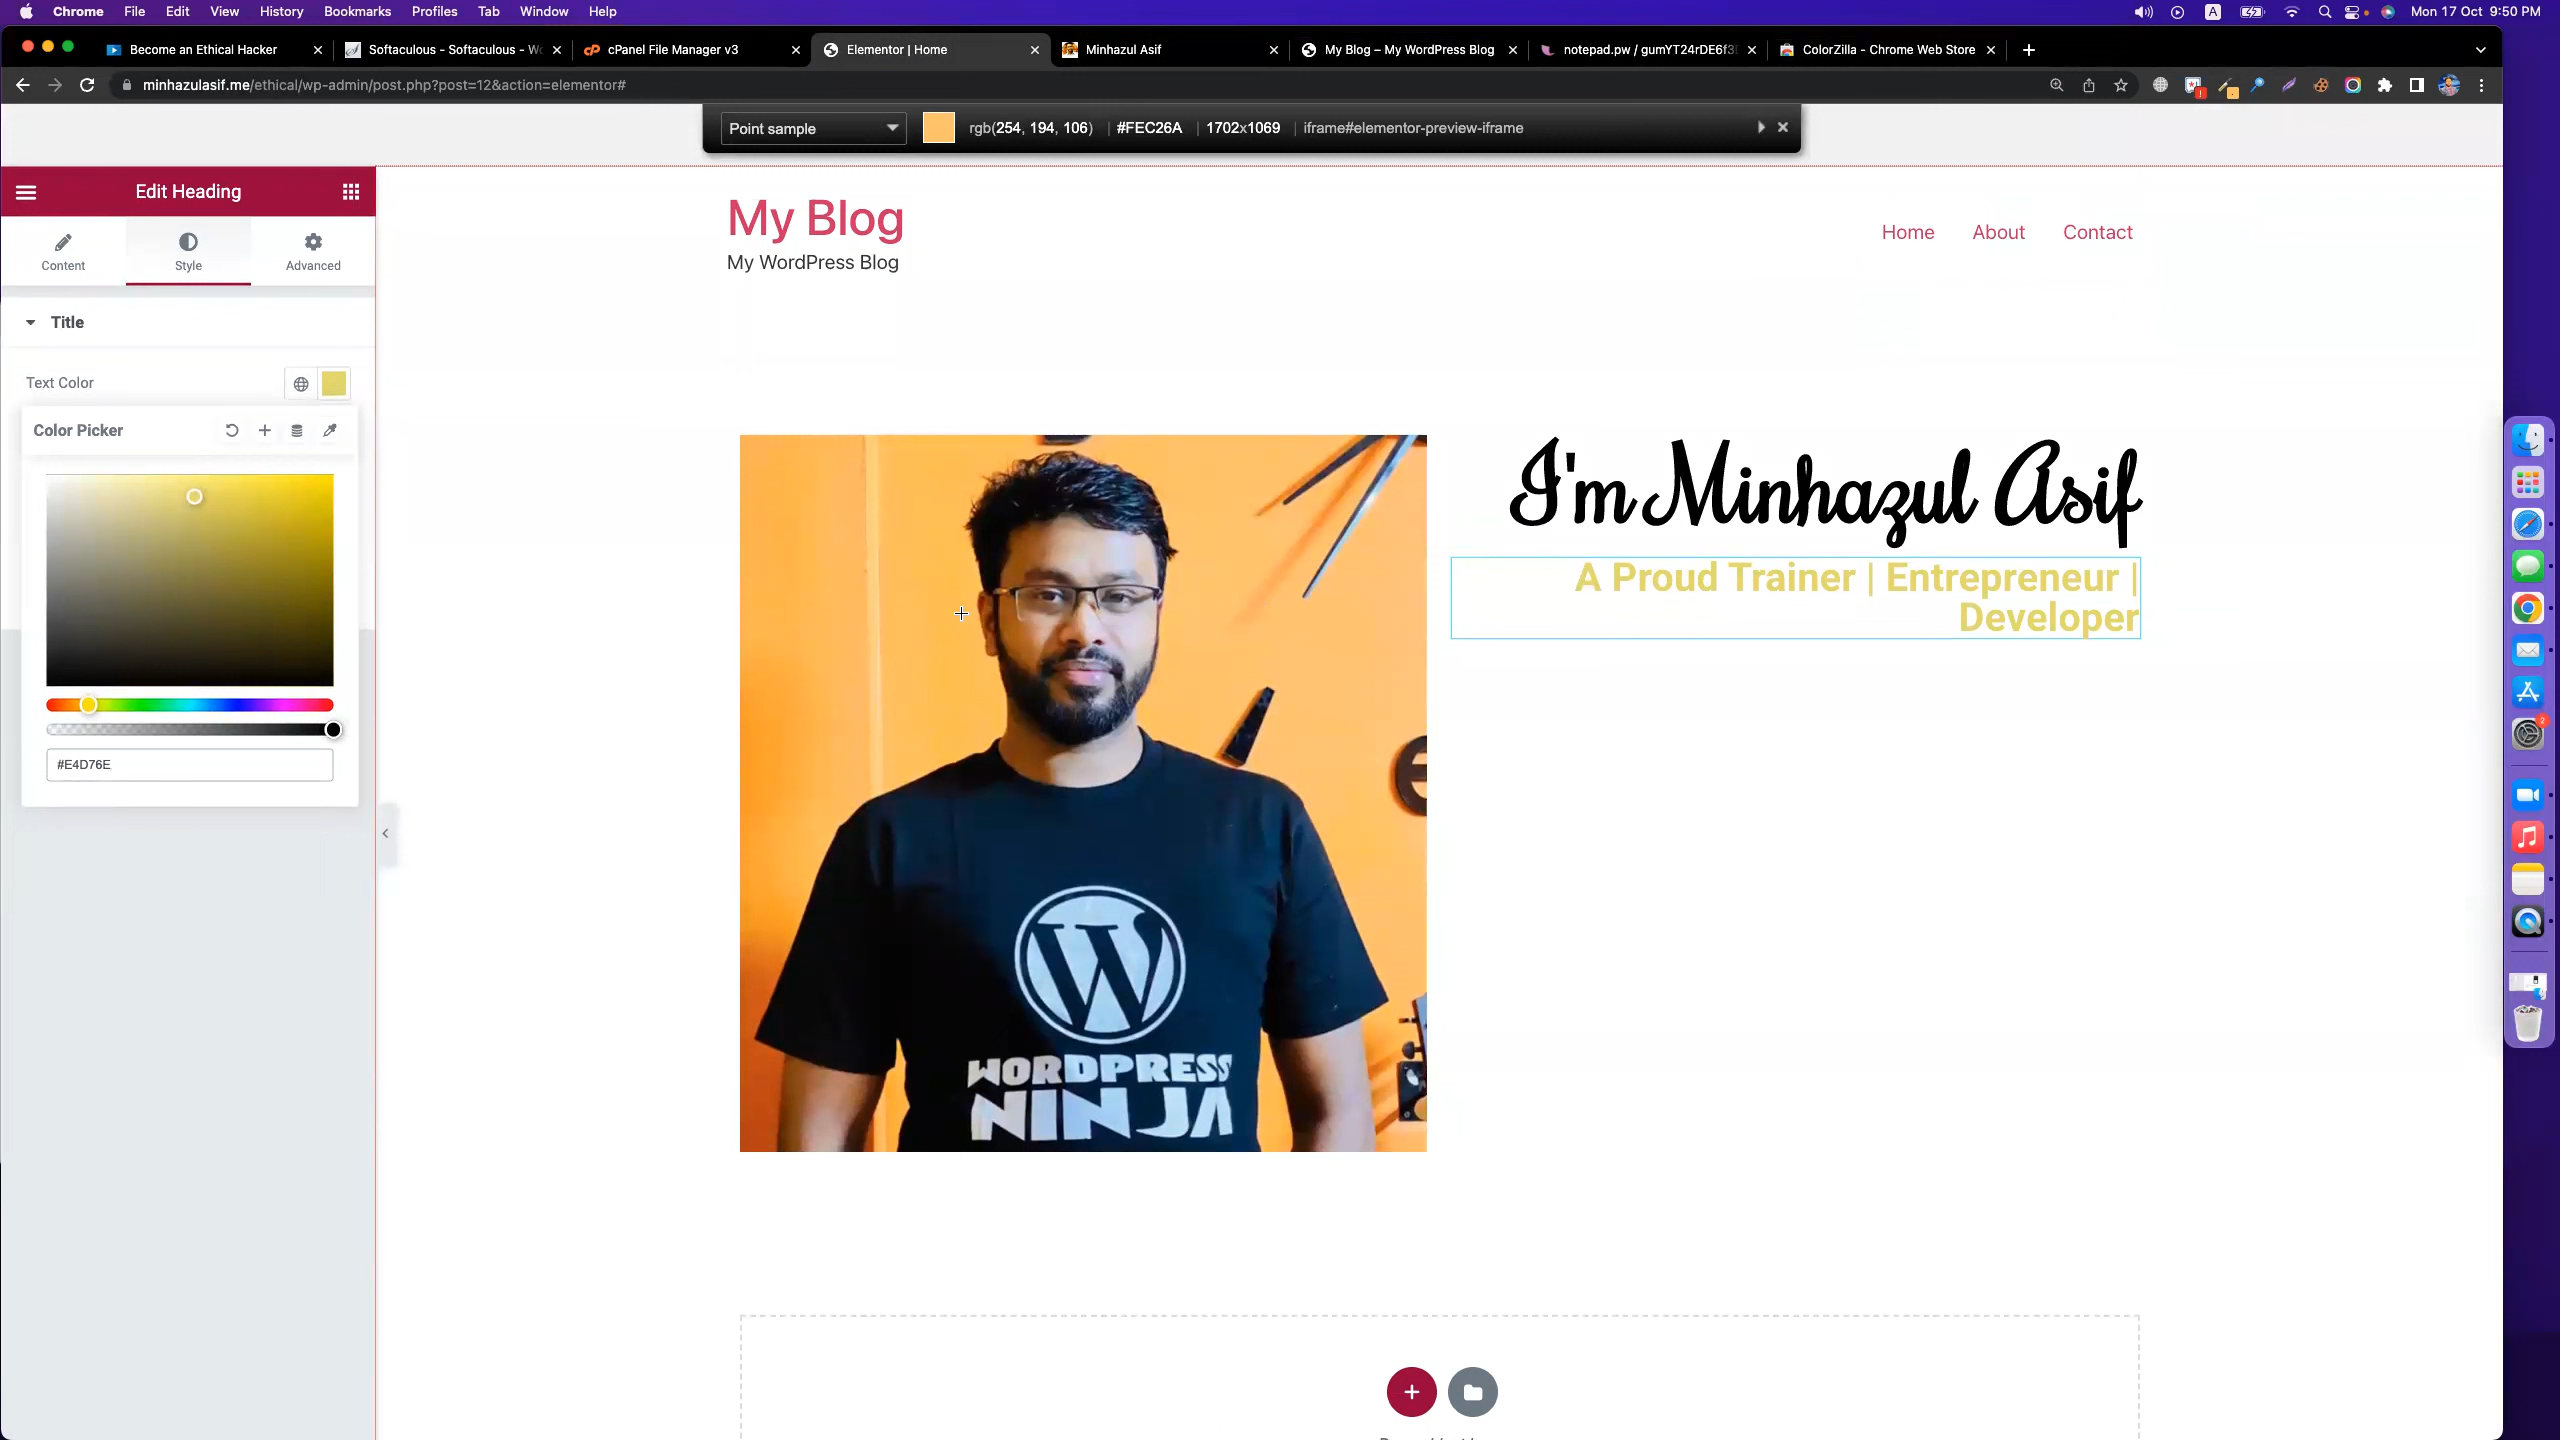 Chrome File Edit View History Bookmarks Profiles Tab Window Help A Mon 17 Oct 9:50 PM
Become an Ethical Hacker Softaculous - Softaculous - Wo cPanel File Manager v3 Elementor | Home Minhazul Asif My Blog – My WordPress Blog notepad.pw / gumYT24rDE6f3 ColorZilla - Chrome Web Store
minhazulasif.me/ethical/wp-admin/post.php?post=12&action=elementor#
Point sample rgb(254, 194, 106) | #FEC26A | 1702x1069 | iframe#elementor-preview-iframe
Edit Heading
Content Style Advanced
Title
Text Color
Color Picker
#E4D76E
My Blog
My WordPress Blog
Home About Contact
I'm Minhazul Asif
A Proud Trainer | Entrepreneur |
Developer
WORDPRESS
NINJA
2